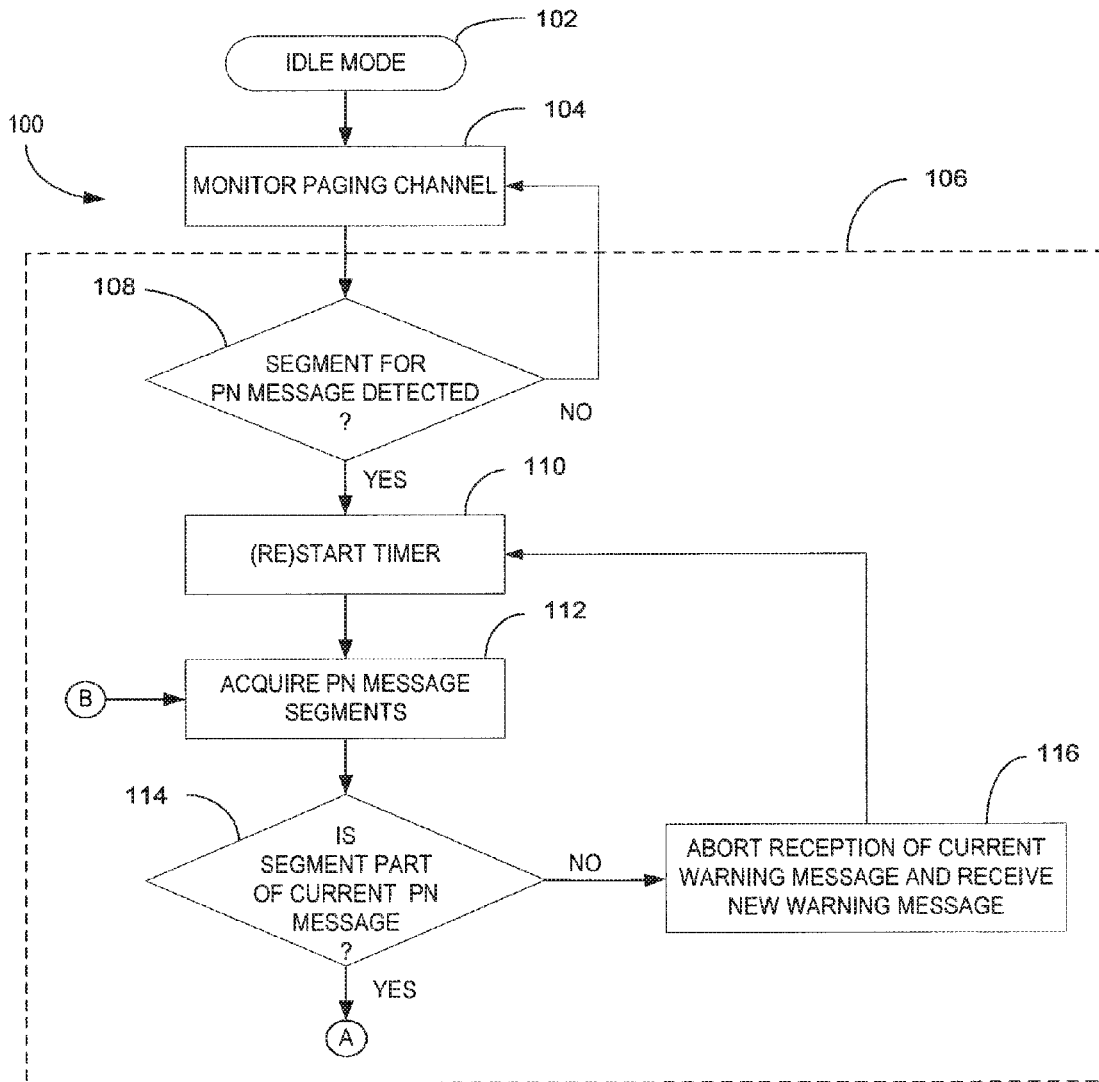 102
IDLE MODE
104
100
MONITOR PAGING CHANNEL
106
108
SEGMENT FOR
PN MESSAGE DETECTED
?
NO
YES
110
(RE)START TIMER
112
B
ACQUIRE PN MESSAGE
SEGMENTS
116
114
IS
SEGMENT PART
OF CURRENT PN
MESSAGE
?
NO
ABORT RECEPTION OF CURRENT
WARNING MESSAGE AND RECEIVE
NEW WARNING MESSAGE
YES
A